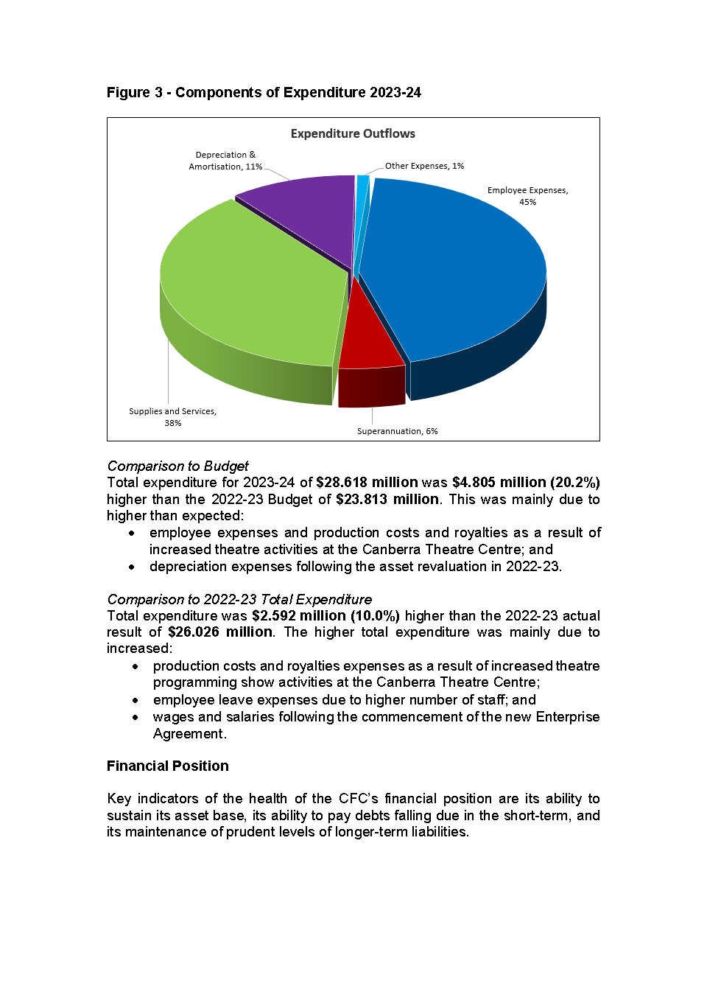 Figure 3 - Components of Expenditure 2023-24
Expenditure Outflows
Depreciation &
Amortisation, 11%
Other Expenses, 1%
Employee Expenses,
45%
Supplies and Services,
38%
Superannuation, 6%
Comparison to Budget
Total expenditure for 2023-24 of $28.618 million was $4.805 million (20.2%)
higher than the 2022-23 Budget of $23.813 million. This was mainly due to
higher than expected:
• employee expenses and production costs and royalties as a result of
increased theatre activities at the Canberra Theatre Centre; and
• depreciation expenses following the asset revaluation in 2022-23.
Comparison to 2022-23 Total Expenditure
Total expenditure was $2.592 million (10.0%) higher than the 2022-23 actual
result of $26.026 million. The higher total expenditure was mainly due to
increased:
• production costs and royalties expenses as a result of increased theatre
programming show activities at the Canberra Theatre Centre;
• employee leave expenses due to higher number of staff; and
• wages and salaries following the commencement of the new Enterprise
Agreement.
Financial Position
Key indicators of the health of the CFC's financial position are its ability to
sustain its asset base, its ability to pay debts falling due in the short-term, and
its maintenance of prudent levels of longer-term liabilities.